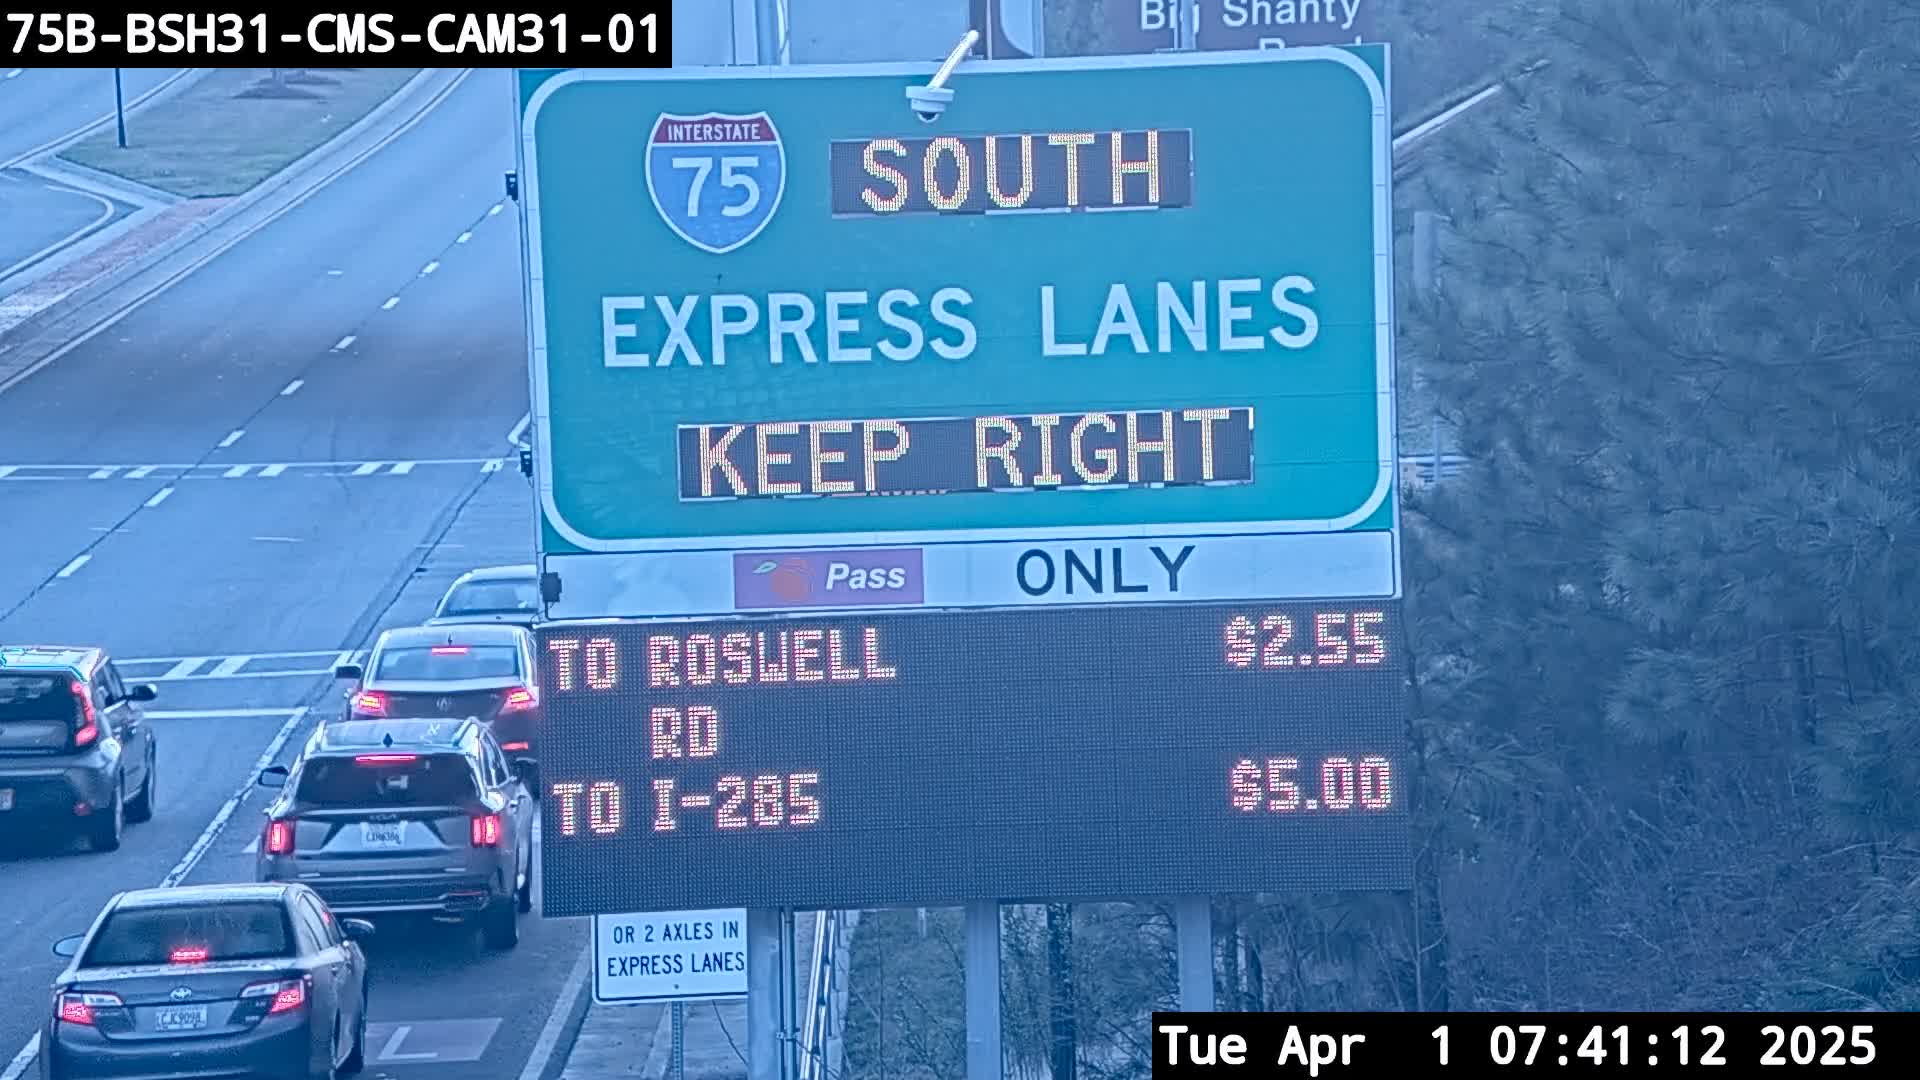 75B-BSH31-CMS-CAM31-01
Big Shanty
INTERSTATE
75
SOUTH
EXPRESS LANES
KEEP RIGHT
Pass ONLY
TO ROSWELL $2.55
RD
TO I-285 $5.00
OR 2 AXLES IN
EXPRESS LANES
Tue Apr 1 07:41:12 2025